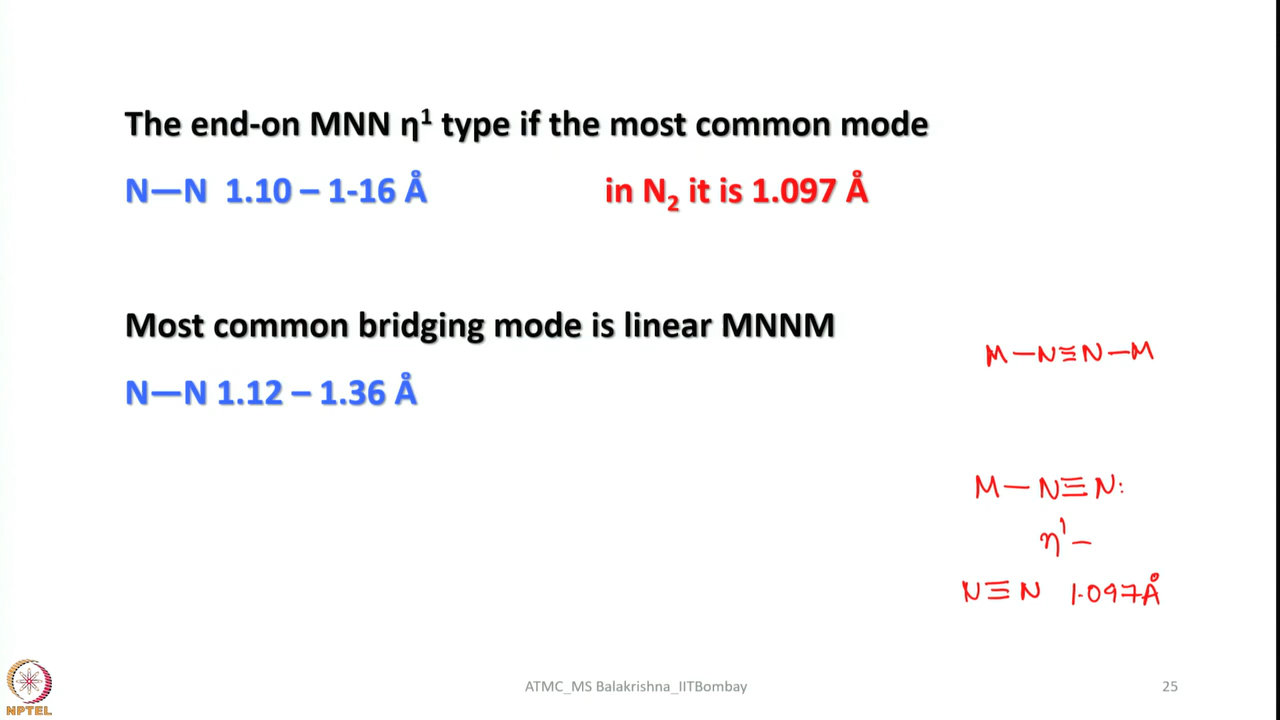 The end-on MNN η¹ type if the most common mode
N—N 1.10 – 1-16 Å in N₂ it is 1.097 Å
Most common bridging mode is linear MNNM
M—N≡N—M
N—N 1.12 – 1.36 Å
M—N≡N:
η¹—
N≡N 1.097Å
NPTEL
ATMC_MS Balakrishna_IITBombay
25